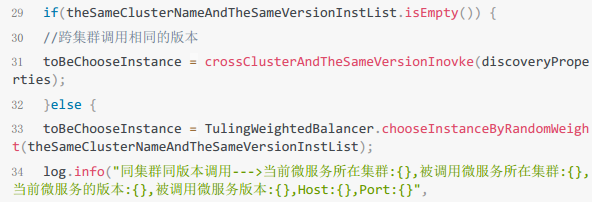 29 if(theSameClusterNameAndTheSameVersionInstList.isEmpty()) {
30 //跨集群调用相同的版本
31 toBeChooseInstance = crossClusterAndTheSameVersionInovke(discoveryPrope
rties);
32 }else {
33 toBeChooseInstance = TulingWeightedBalancer.chooseInstanceByRandomWeigh
t(theSameClusterNameAndTheSameVersionInstList);
34 log.info("同集群同版本调用--->当前微服务所在集群:{},被调用微服务所在集群:{},
当前微服务的版本:{},被调用微服务版本:{},Host:{},Port:{}",